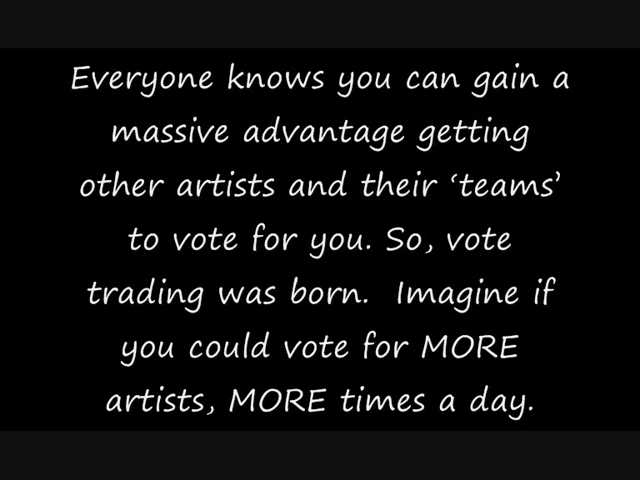 Everyone knows you can gain a
massive advantage getting
other artists and their ‘teams’
to vote for you. So, vote
trading was born.  Imagine if
you could vote for MORE
artists, MORE times a day.